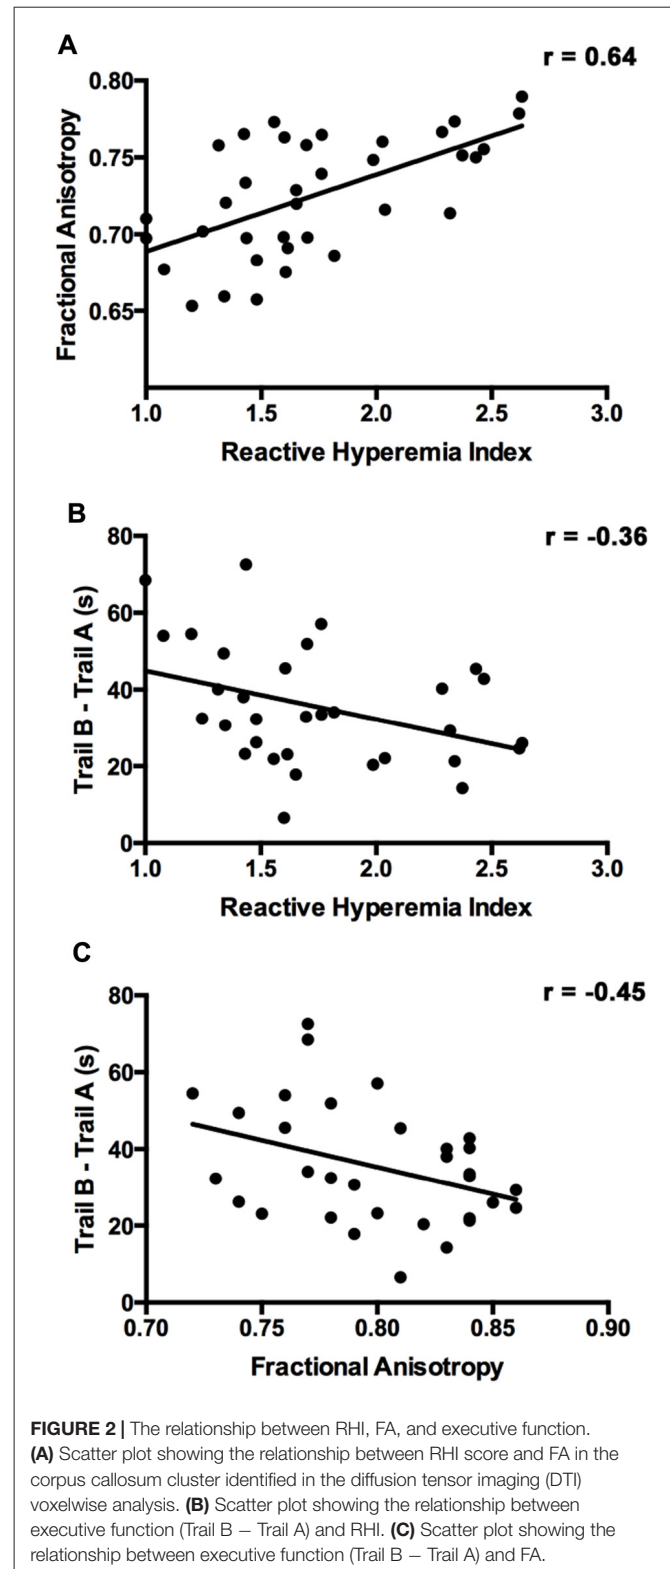 A
r = 0.64
0.80
0.75
0.70
0.65
Fractional Anisotropy
1.0 1.5 2.0 2.5 3.0
Reactive Hyperemia Index
B
r = -0.36
80
60
40
20
0
Trail B - Trail A (s)
1.0 1.5 2.0 2.5 3.0
Reactive Hyperemia Index
C
r = -0.45
80
60
40
20
0
Trail B - Trail A (s)
0.70 0.75 0.80 0.85 0.90
Fractional Anisotropy
FIGURE 2 | The relationship between RHI, FA, and executive function.
(A) Scatter plot showing the relationship between RHI score and FA in the
corpus callosum cluster identified in the diffusion tensor imaging (DTI)
voxelwise analysis. (B) Scatter plot showing the relationship between
executive function (Trail B − Trail A) and RHI. (C) Scatter plot showing the
relationship between executive function (Trail B − Trail A) and FA.